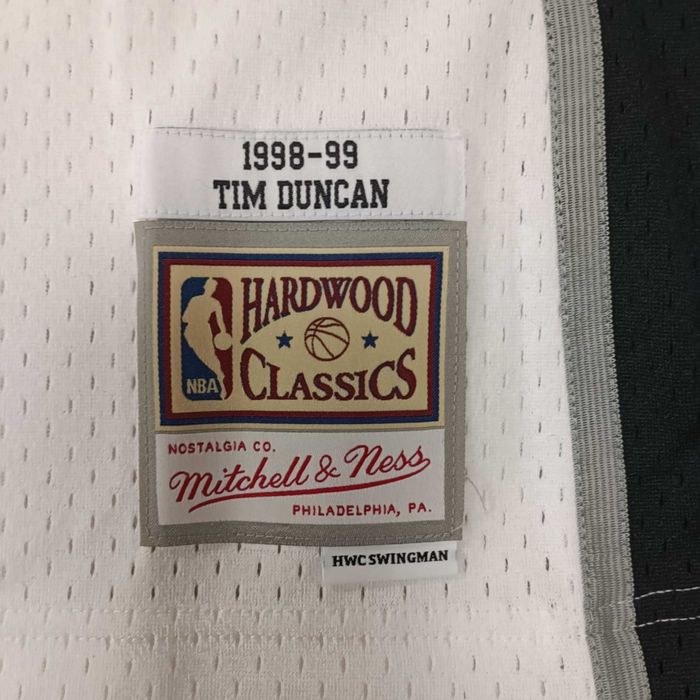 1998-99
TIM DUNCAN
HARDWOOD
NBA
CLASSICS
NOSTALGIA CO.
Mitchell & Ness
PHILADELPHIA, PA.
HWC SWINGMAN